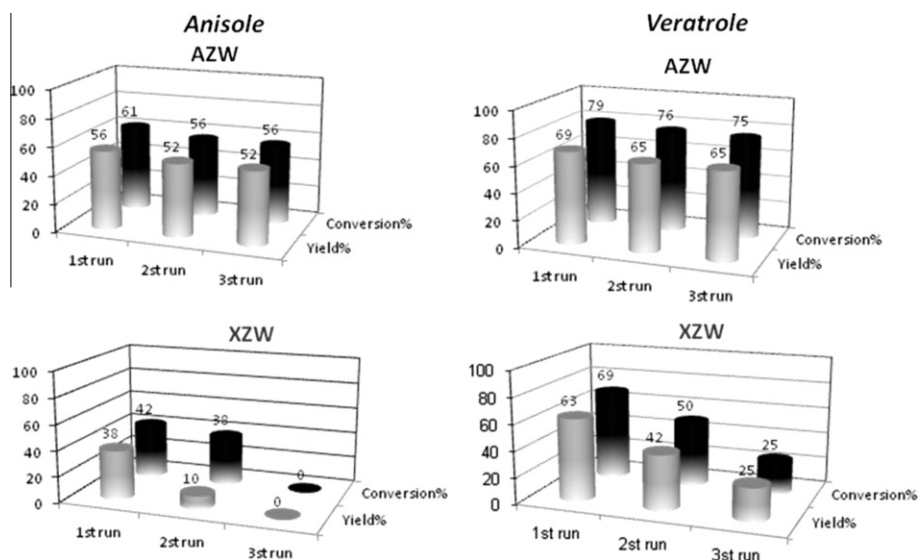 Anisole
AZW
100
80
60
40
20
0
56
61
52
56
52
56
1st run
2st run
3st run
Conversion%
Yield%
Veratrole
AZW
100
80
60
40
20
0
69
79
65
76
65
75
1st run
2st run
3st run
Conversion%
Yield%
XZW
100
80
60
40
20
0
38
42
10
38
0
0
1st run
2st run
3st run
Conversion%
Yield%
XZW
100
80
60
40
20
0
63
69
42
50
25
25
1st run
2st run
3st run
Conversion%
Yield%